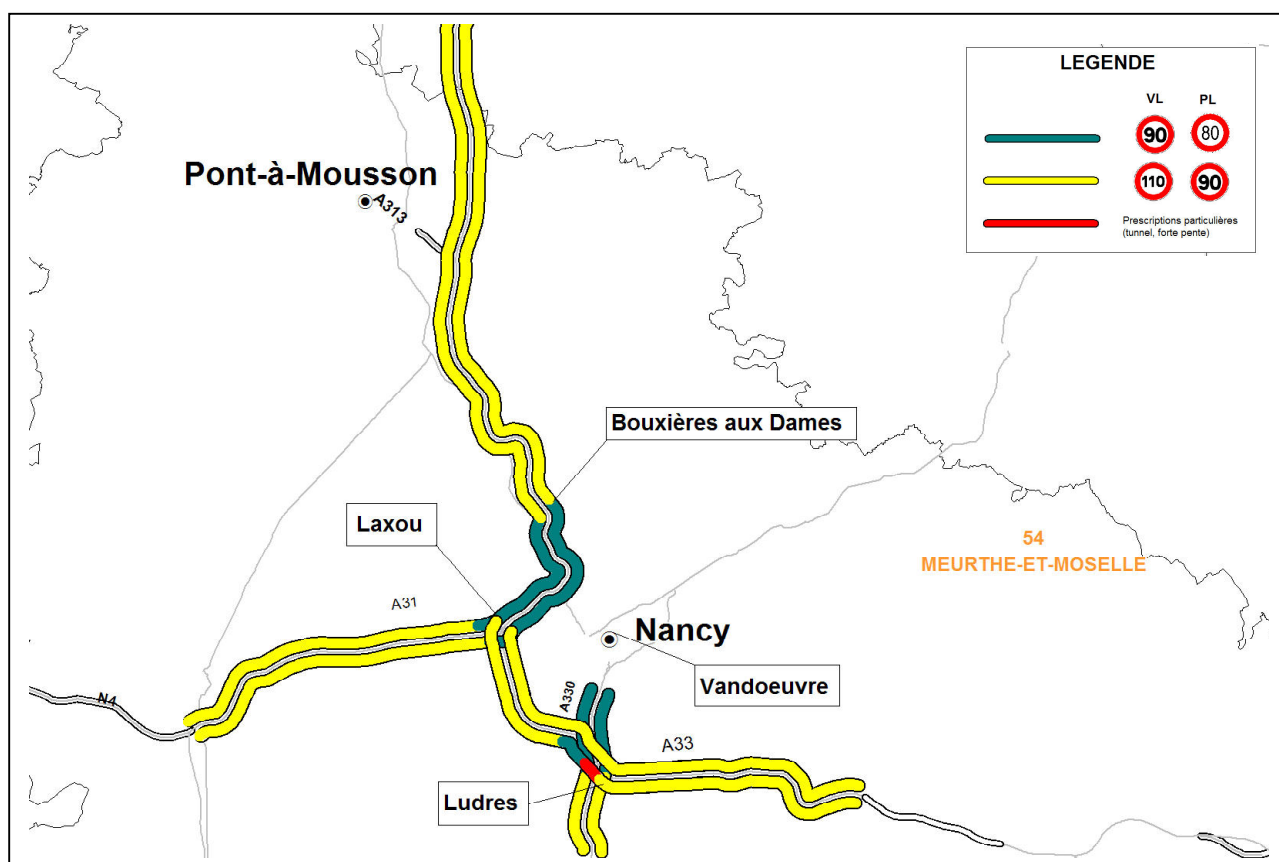 LEGENDE
VL PL
90 80
110 90
Prescriptions particulières
(tunnel, forte pente)
Pont-à-Mousson
A313
Bouxières aux Dames
Laxou
54
MEURTHE-ET-MOSELLE
A31
Nancy
Vandoeuvre
N4
A330
A33
Ludres